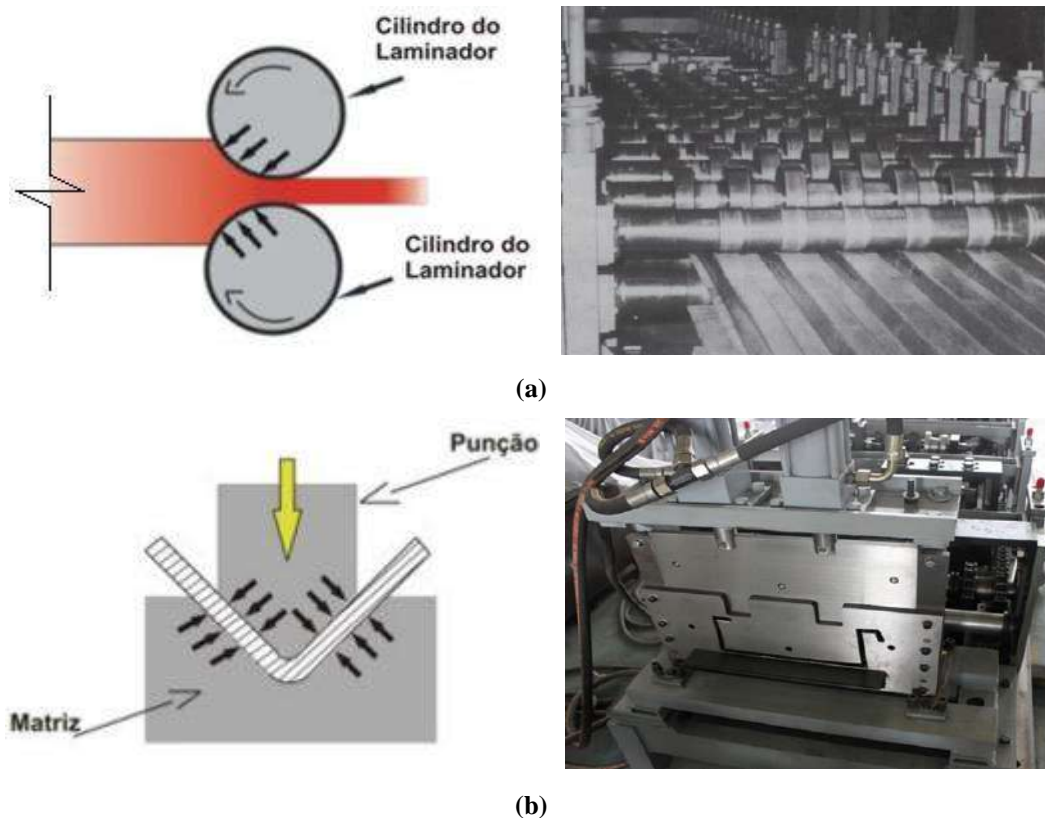 Cilindro do
Laminador
Cilindro do
Laminador
(a)
Punção
Matriz
(b)